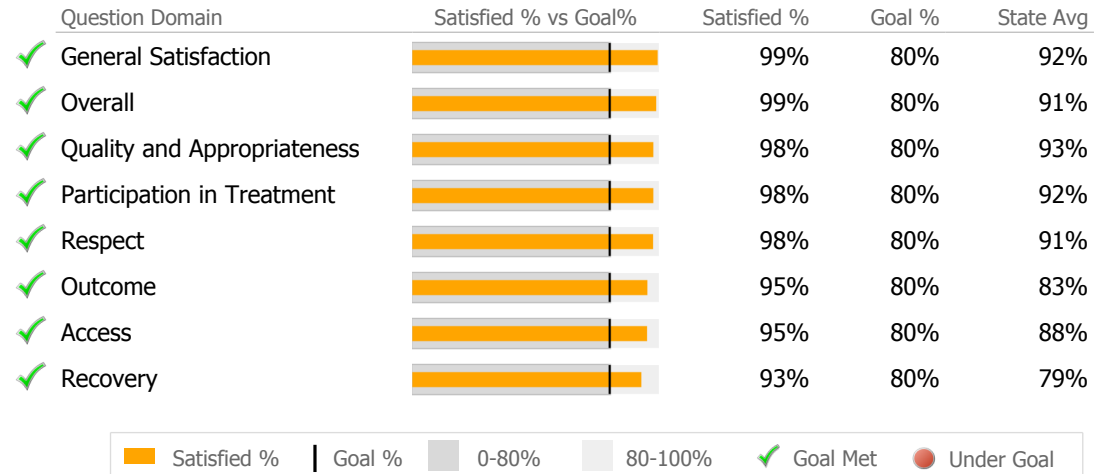 Question Domain Satisfied % vs Goal% Satisfied % Goal % State Avg
General Satisfaction 99% 80% 92%
Overall 99% 80% 91%
Quality and Appropriateness 98% 80% 93%
Participation in Treatment 98% 80% 92%
Respect 98% 80% 91%
Outcome 95% 80% 83%
Access 95% 80% 88%
Recovery 93% 80% 79%
Satisfied % Goal % 0-80% 80-100% Goal Met Under Goal